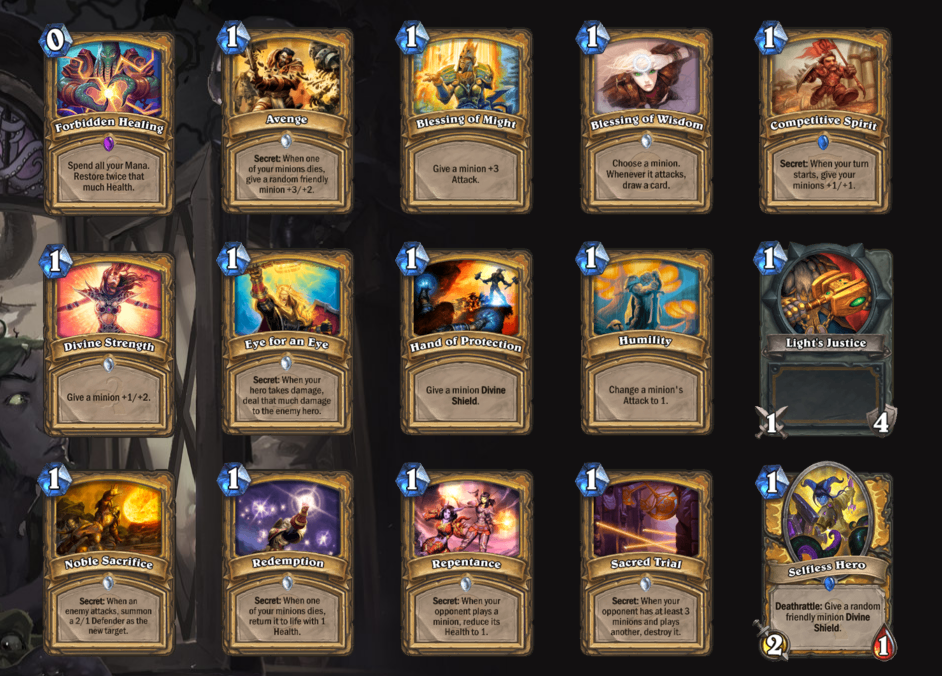 0
Forbidden Healing
Spend all your Mana.
Restore twice that
much Health.
1
Avenge
Secret: When one
of your minions dies,
give a random friendly
minion +3/+2.
1
Blessing of Might
Give a minion +3
Attack.
1
Blessing of Wisdom
Choose a minion.
Whenever it attacks,
draw a card.
1
Competitive Spirit
Secret: When your turn
starts, give your
minions +1/+1.
1
Divine Strength
Give a minion +1/+2.
1
Eye for an Eye
Secret: When your
hero takes damage,
deal that much damage
to the enemy hero.
1
Hand of Protection
Give a minion Divine
Shield.
1
Humility
Change a minion's
Attack to 1.
1
Light's Justice
1
4
1
Noble Sacrifice
Secret: When an
enemy attacks, summon
a 2/1 Defender as the
new target.
1
Redemption
Secret: When one
of your minions dies,
return it to life with 1
Health.
1
Repentance
Secret: When your
opponent plays a
minion, reduce its
Health to 1.
1
Sacred Trial
Secret: When your
opponent has at least 3
minions and plays
another, destroy it.
1
Selfless Hero
Deathrattle: Give a random
friendly minion Divine
Shield.
2
1